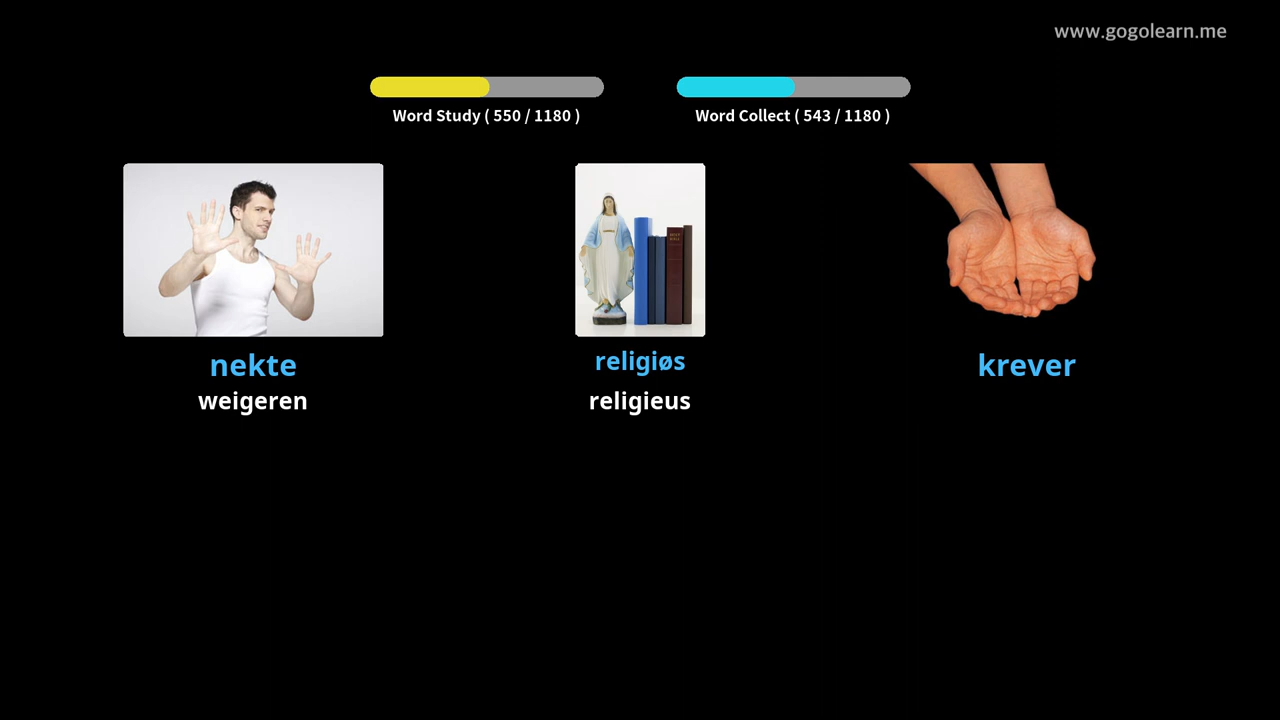 www.gogolearn.me
Word Study ( 550 / 1180 )
Word Collect ( 543 / 1180 )
nekte
weigeren
religiøs
religieus
krever